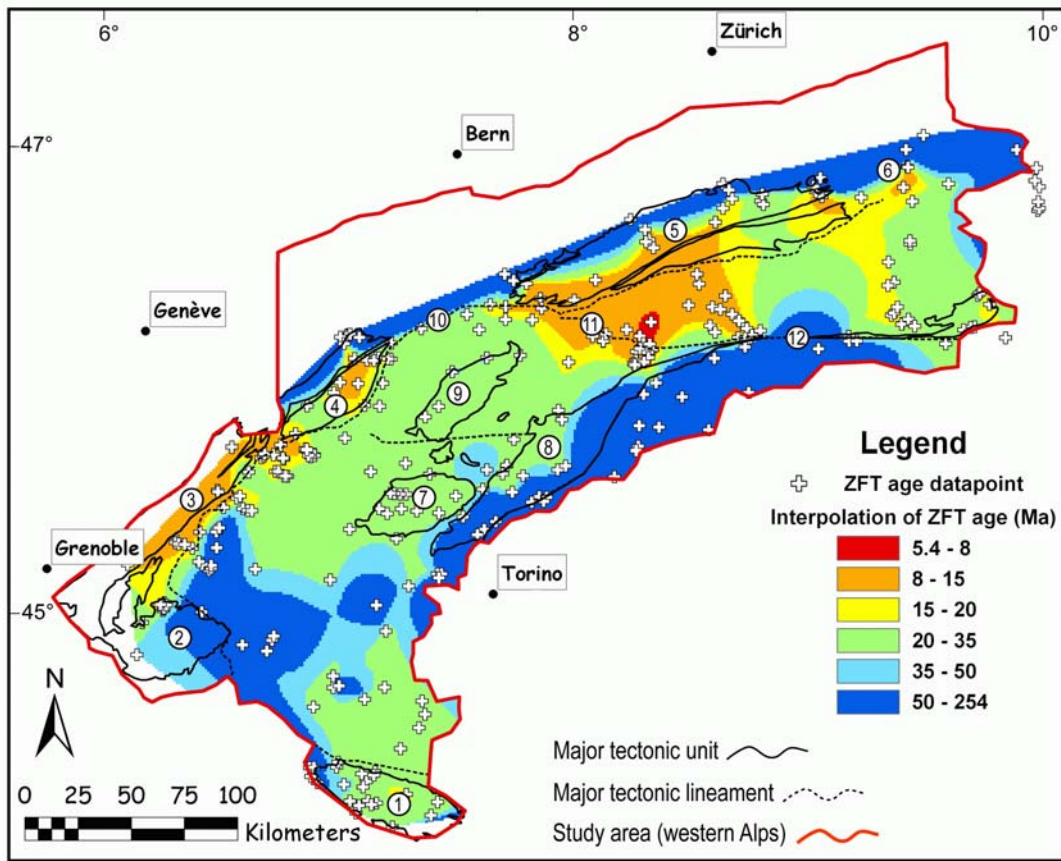 6°
8°
10°
Zürich
47°
Bern
6
5
Genève
10
11
12
4
9
8
3
7
Grenoble
Torino
45°
2
1
Legend
ZFT age datapoint
Interpolation of ZFT age (Ma)
5.4 - 8
8 - 15
15 - 20
20 - 35
35 - 50
50 - 254
N
Major tectonic unit
Major tectonic lineament
Study area (western Alps)
0 25 50 75 100
Kilometers